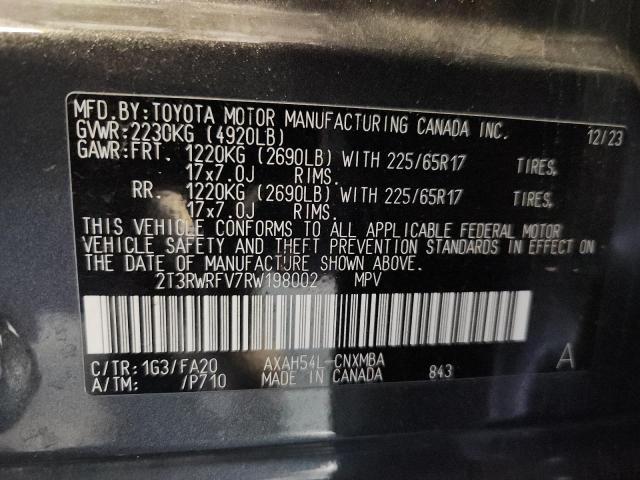 MFD.BY:TOYOTA MOTOR MANUFACTURING CANADA INC. 12/23
GVWR:2230KG (4920LB)
GAWR:FRT. 1220KG (2690LB) WITH 225/65R17 TIRES,
17x7.0J RIMS.
RR. 1220KG (2690LB) WITH 225/65R17 TIRES,
17x7.0J RIMS.
THIS VEHICLE CONFORMS TO ALL APPLICABLE FEDERAL MOTOR
VEHICLE SAFETY AND THEFT PREVENTION STANDARDS IN EFFECT ON
THE DATE OF MANUFACTURE SHOWN ABOVE.
2T3RWRFV7RW198002 MPV
C/TR:1G3/FA20 AXAH54L-CNXMBA A
A/TM: /P710 MADE IN CANADA 843